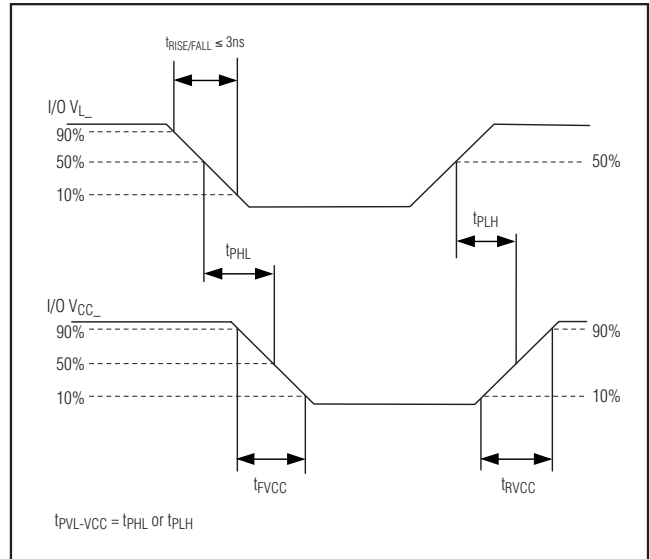 tRISE/FALL ≤ 3ns
I/O VL_
90%
50%
50%
10%
tPLH
tPHL
I/O VCC_
90%
90%
50%
10%
10%
tFVCC
tRVCC
tPVL-VCC = tPHL or tPLH